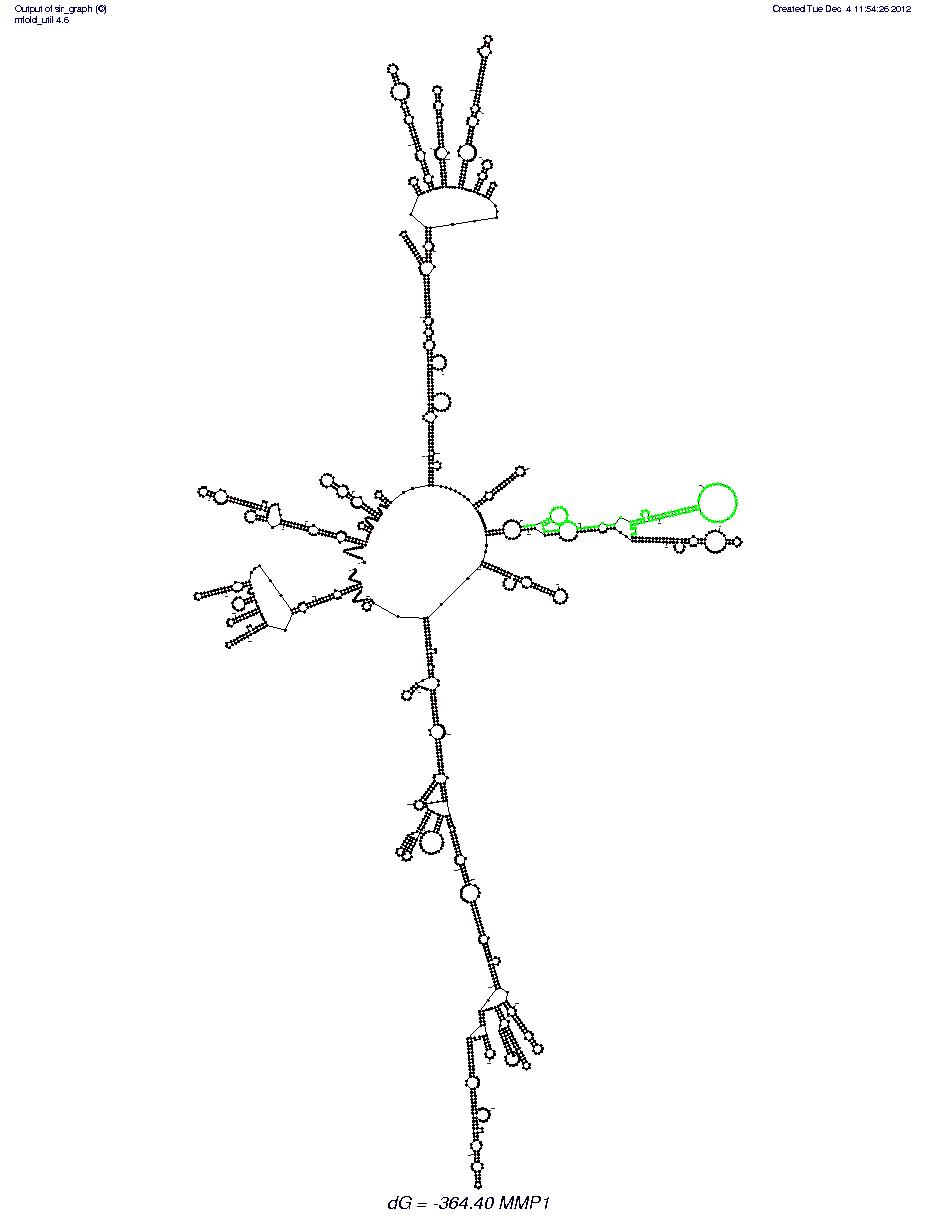 Output of sir_graph (©)
mfold_util 4.6
Created Tue Dec 4 11:54:26 2012
dG = -364.40 MMP1